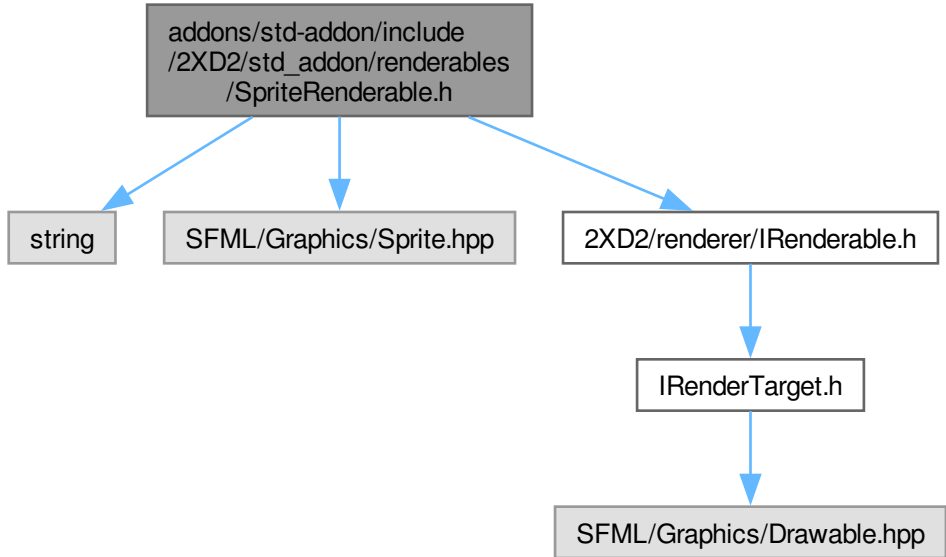 addons/std-addon/include
/2XD2/std_addon/renderables
/SpriteRenderable.h
string
SFML/Graphics/Sprite.hpp
2XD2/renderer/IRenderable.h
IRenderTarget.h
SFML/Graphics/Drawable.hpp